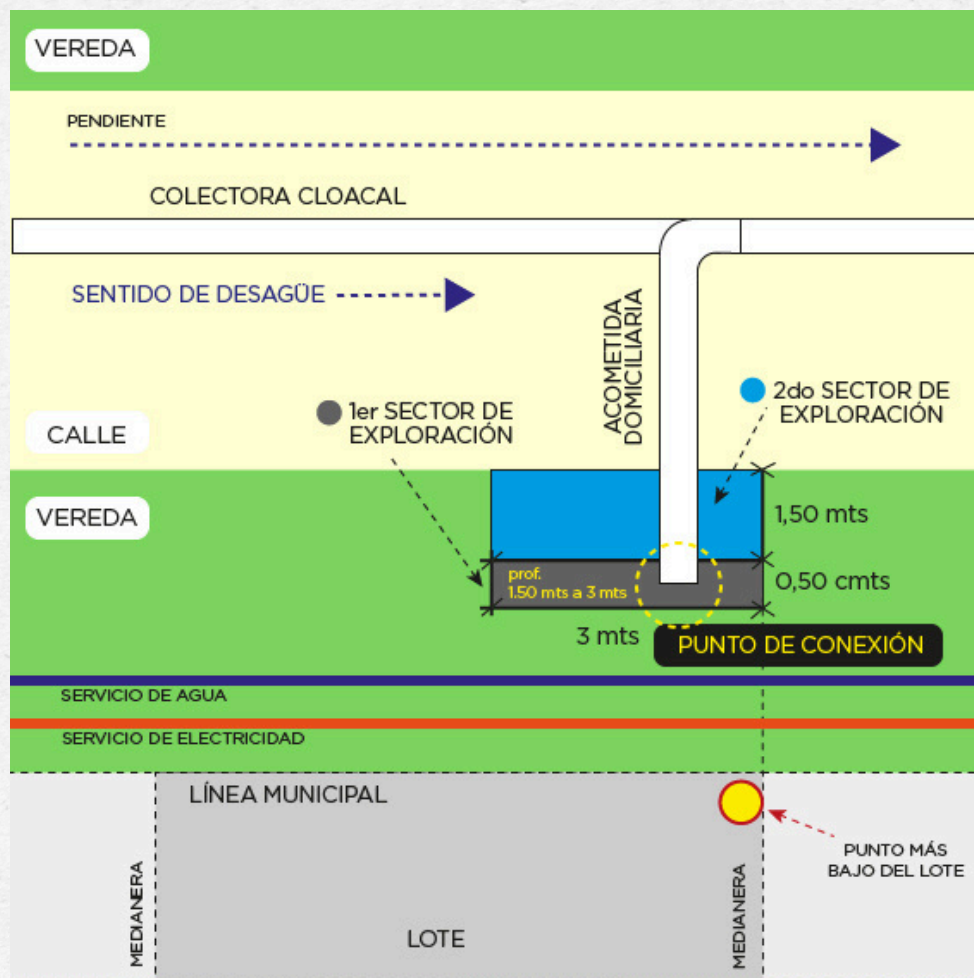 VEREDA
PENDIENTE
COLECTORA CLOACAL
SENTIDO DE DESAGÜE
ACOMETIDA
DOMICILIARIA
1er SECTOR DE
EXPLORACIÓN
2do SECTOR DE
EXPLORACIÓN
CALLE
VEREDA
1,50 mts
prof.
1.50 mts a 3 mts
0,50 cmts
3 mts
PUNTO DE CONEXIÓN
SERVICIO DE AGUA
SERVICIO DE ELECTRICIDAD
LÍNEA MUNICIPAL
PUNTO MÁS
BAJO DEL LOTE
MEDIANERA
MEDIANERA
LOTE